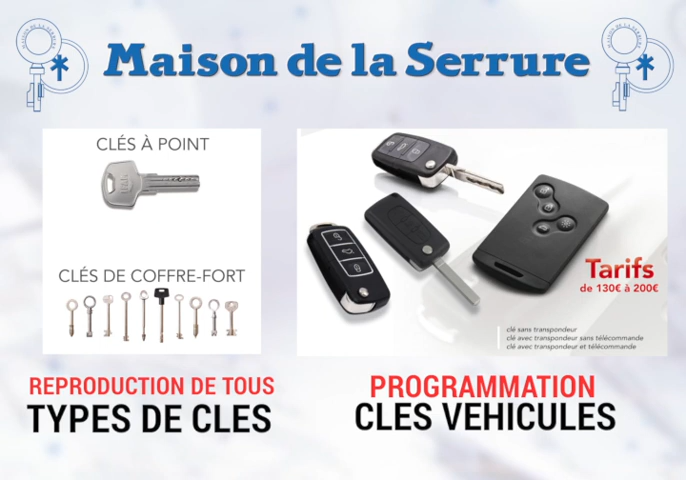 Maison de la Serrure
CLÉS À POINT
CLÉS DE COFFRE-FORT
Tarifs
de 130€ à 200€
clé sans transpondeur
clé avec transpondeur sans télécommande
clé avec transpondeur et télécommande
REPRODUCTION DE TOUS
TYPES DE CLES
PROGRAMMATION
CLES VEHICULES